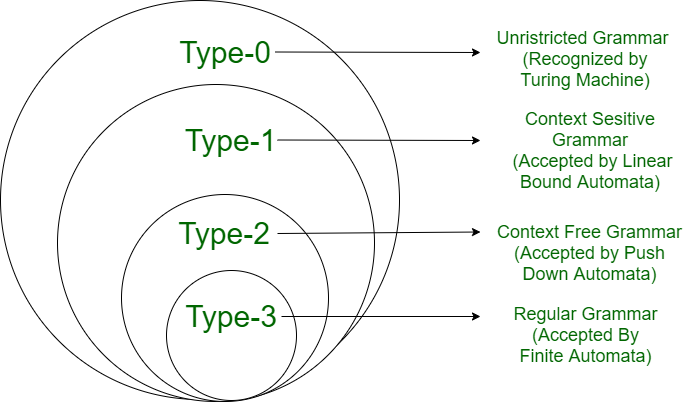 Type-0
Unristricted Grammar
(Recognized by
Turing Machine)
Type-1
Context Sesitive
Grammar
(Accepted by Linear
Bound Automata)
Type-2
Context Free Grammar
(Accepted by Push
Down Automata)
Type-3
Regular Grammar
(Accepted By
Finite Automata)